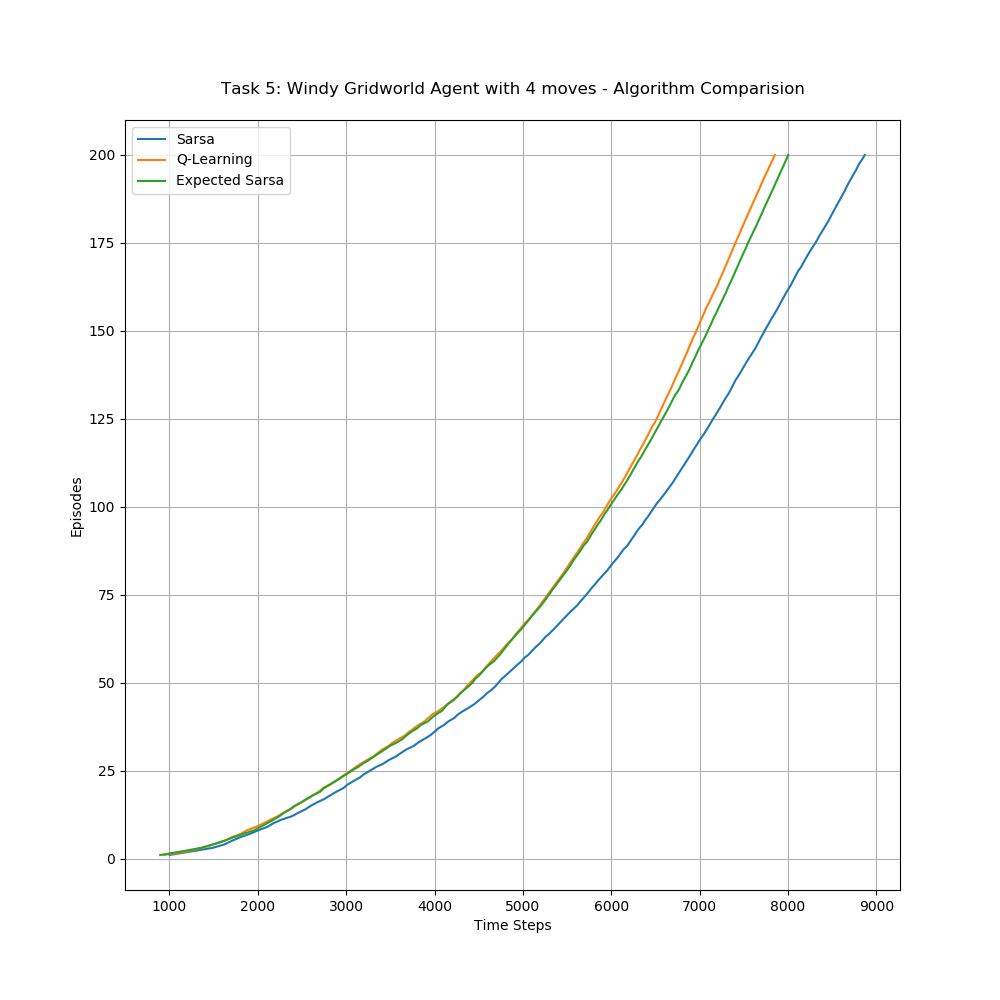 Task 5: Windy Gridworld Agent with 4 moves - Algorithm Comparision
Sarsa
Q-Learning
Expected Sarsa
200
175
150
125
100
75
50
25
0
Episodes
1000 2000 3000 4000 5000 6000 7000 8000 9000
Time Steps